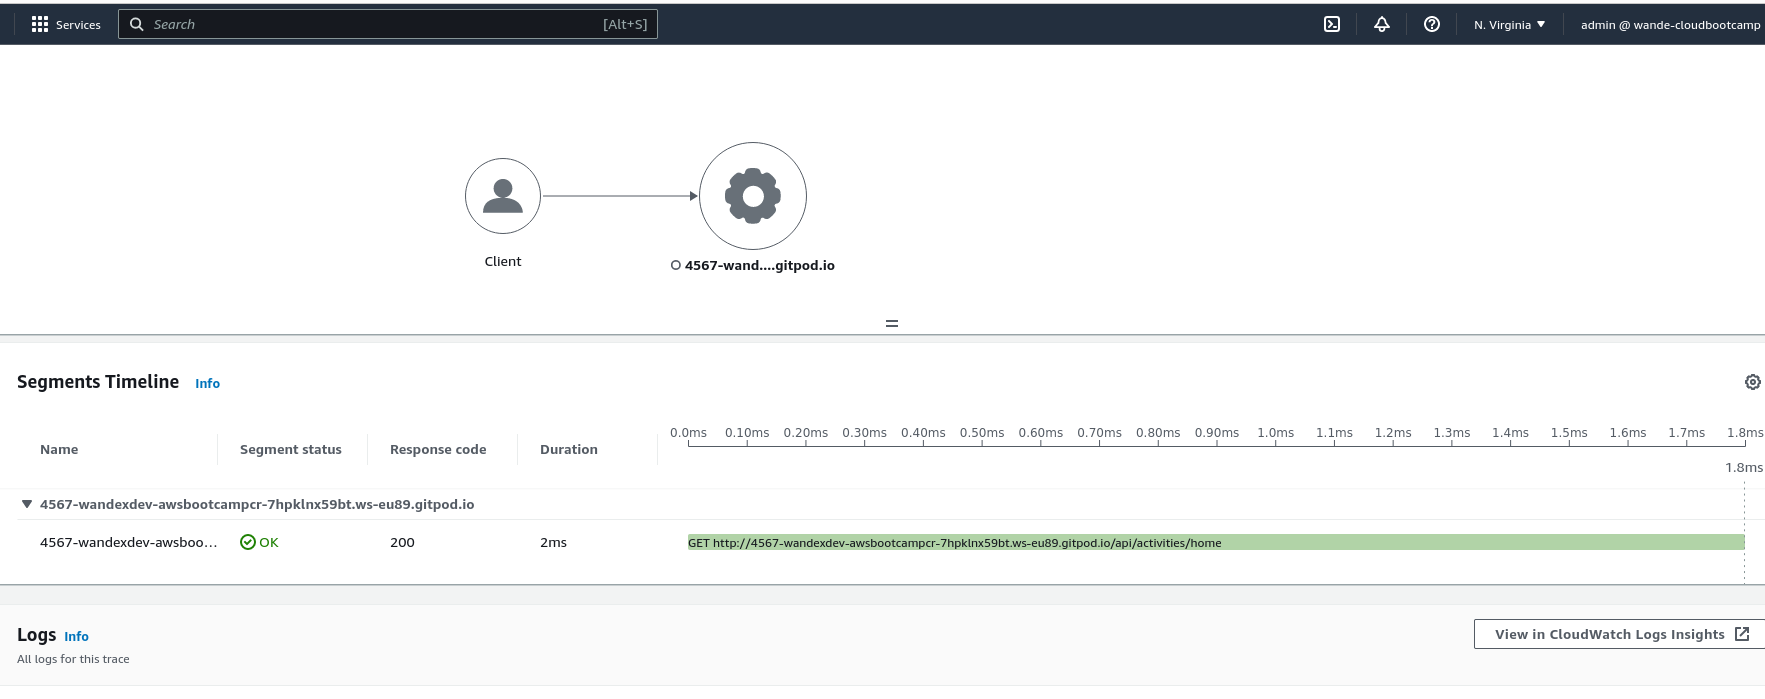 Services Search [Alt+S] N. Virginia admin @ wande-cloudbootcamp
Client
4567-wand....gitpod.io
Segments Timeline Info
0.0ms 0.10ms 0.20ms 0.30ms 0.40ms 0.50ms 0.60ms 0.70ms 0.80ms 0.90ms 1.0ms 1.1ms 1.2ms 1.3ms 1.4ms 1.5ms 1.6ms 1.7ms 1.8ms
Name Segment status Response code Duration
1.8ms
4567-wandexdev-awsbootcampcr-7hpklnx59bt.ws-eu89.gitpod.io
4567-wandexdev-awsboo... OK 200 2ms GET http://4567-wandexdev-awsbootcampcr-7hpklnx59bt.ws-eu89.gitpod.io/api/activities/home
Logs Info
View in CloudWatch Logs Insights
All logs for this trace